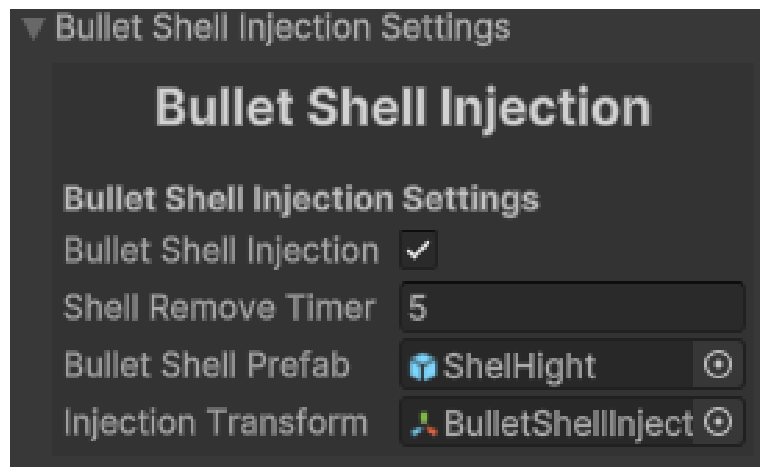 Bullet Shell Injection Settings
Bullet Shell Injection
Bullet Shell Injection Settings
Bullet Shell Injection
Shell Remove Timer 5
Bullet Shell Prefab ShelHight
Injection Transform BulletShellInject